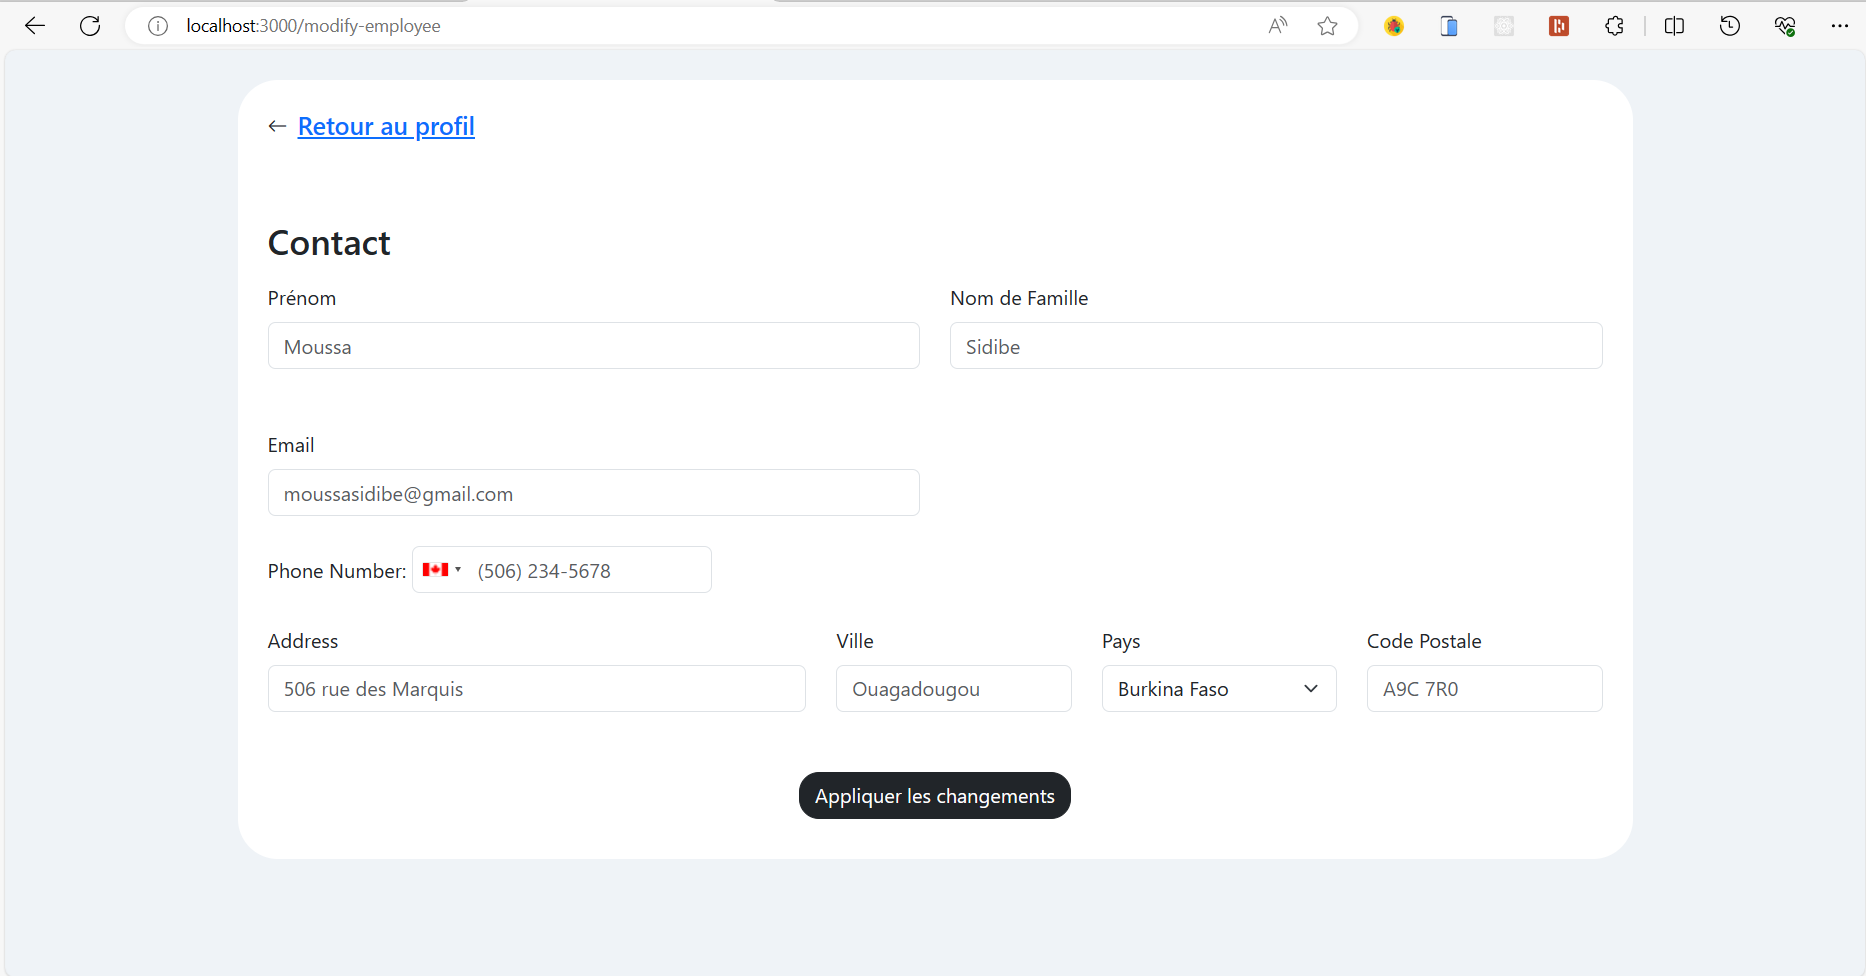 localhost:3000/modify-employee
← Retour au profil
Contact
Prénom Nom de Famille
Moussa Sidibe
Email
moussasidibe@gmail.com
Phone Number: (506) 234-5678
Address Ville Pays Code Postale
506 rue des Marquis Ouagadougou Burkina Faso A9C 7R0
Appliquer les changements